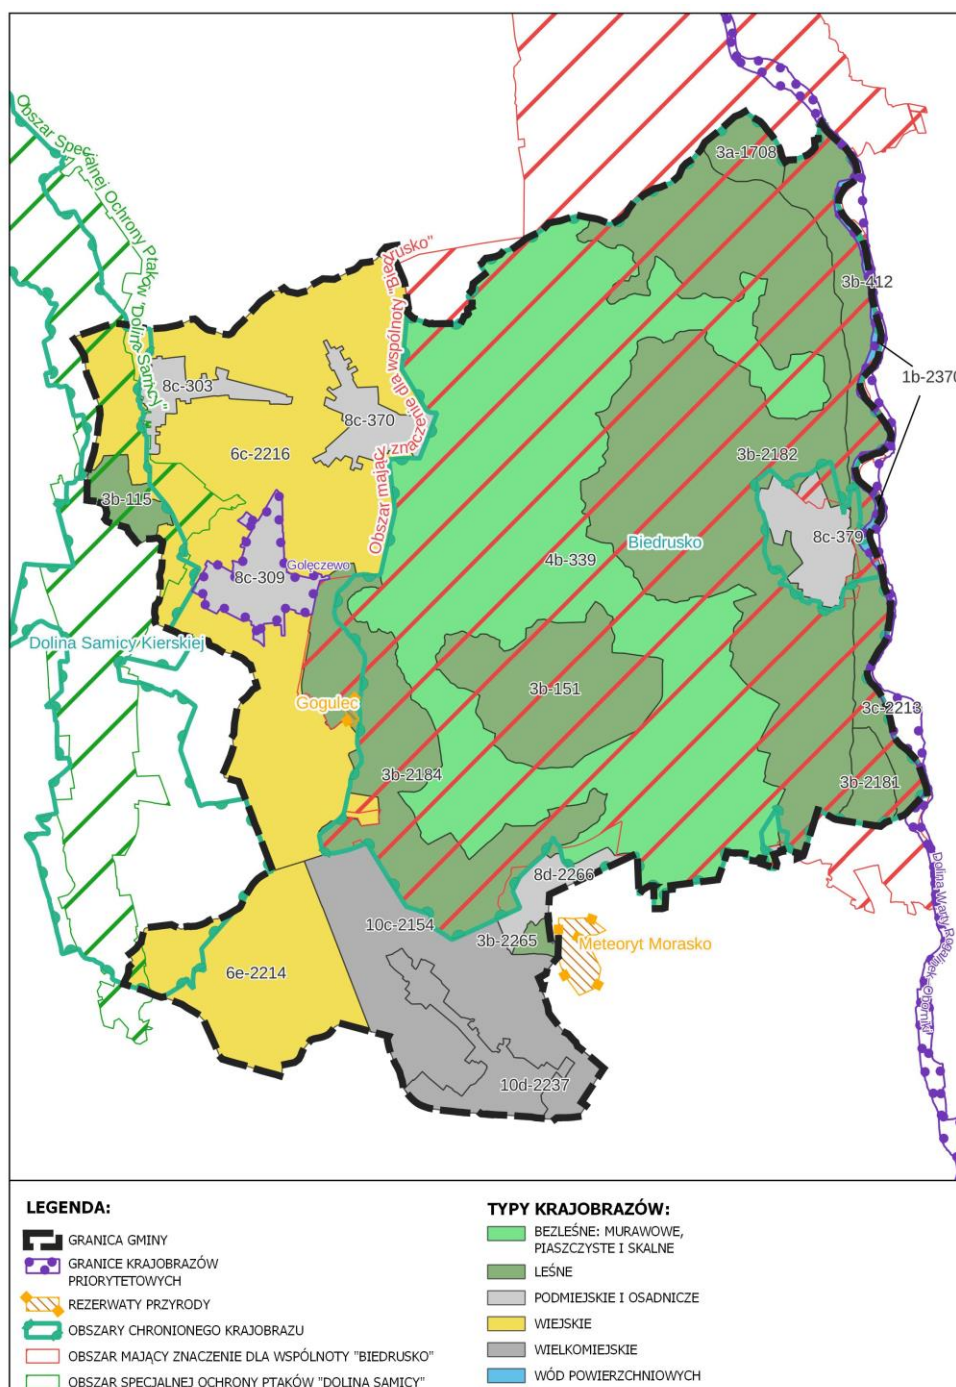 Obszar Specjalnej Ochrony Ptaków "Dolina Samicy"
Obszar mający znaczenie dla wspólnoty "Biedrusko"
3a-1708
3b-412
1b-2370
8c-303
8c-370
6c-2216
3b-2182
3b-115
8c-379
Biedrusko
4b-339
Golęczewo
8c-309
Dolina Samicy Kierskiej
3b-151
Gogulec
3c-2213
3b-2184
3b-2181
8d-2266
Dolina Warty Rogalinek-Oborniki
10c-2154
3b-2265
Meteoryt Morasko
6e-2214
10d-2237
LEGENDA:
GRANICA GMINY
GRANICE KRAJOBRAZÓW
PRIORYTETOWYCH
REZERWATY PRZYRODY
OBSZARY CHRONIONEGO KRAJOBRAZU
OBSZAR MAJĄCY ZNACZENIE DLA WSPÓLNOTY "BIEDRUSKO"
OBSZAR SPECJALNEJ OCHRONY PTAKÓW "DOLINA SAMICY"
TYPY KRAJOBRAZÓW:
BEZLEŚNE: MURAWOWE,
PIASZCZYSTE I SKALNE
LEŚNE
PODMIEJSKIE I OSADNICZE
WIEJSKIE
WIELKOMIEJSKIE
WÓD POWIERZCHNIOWYCH